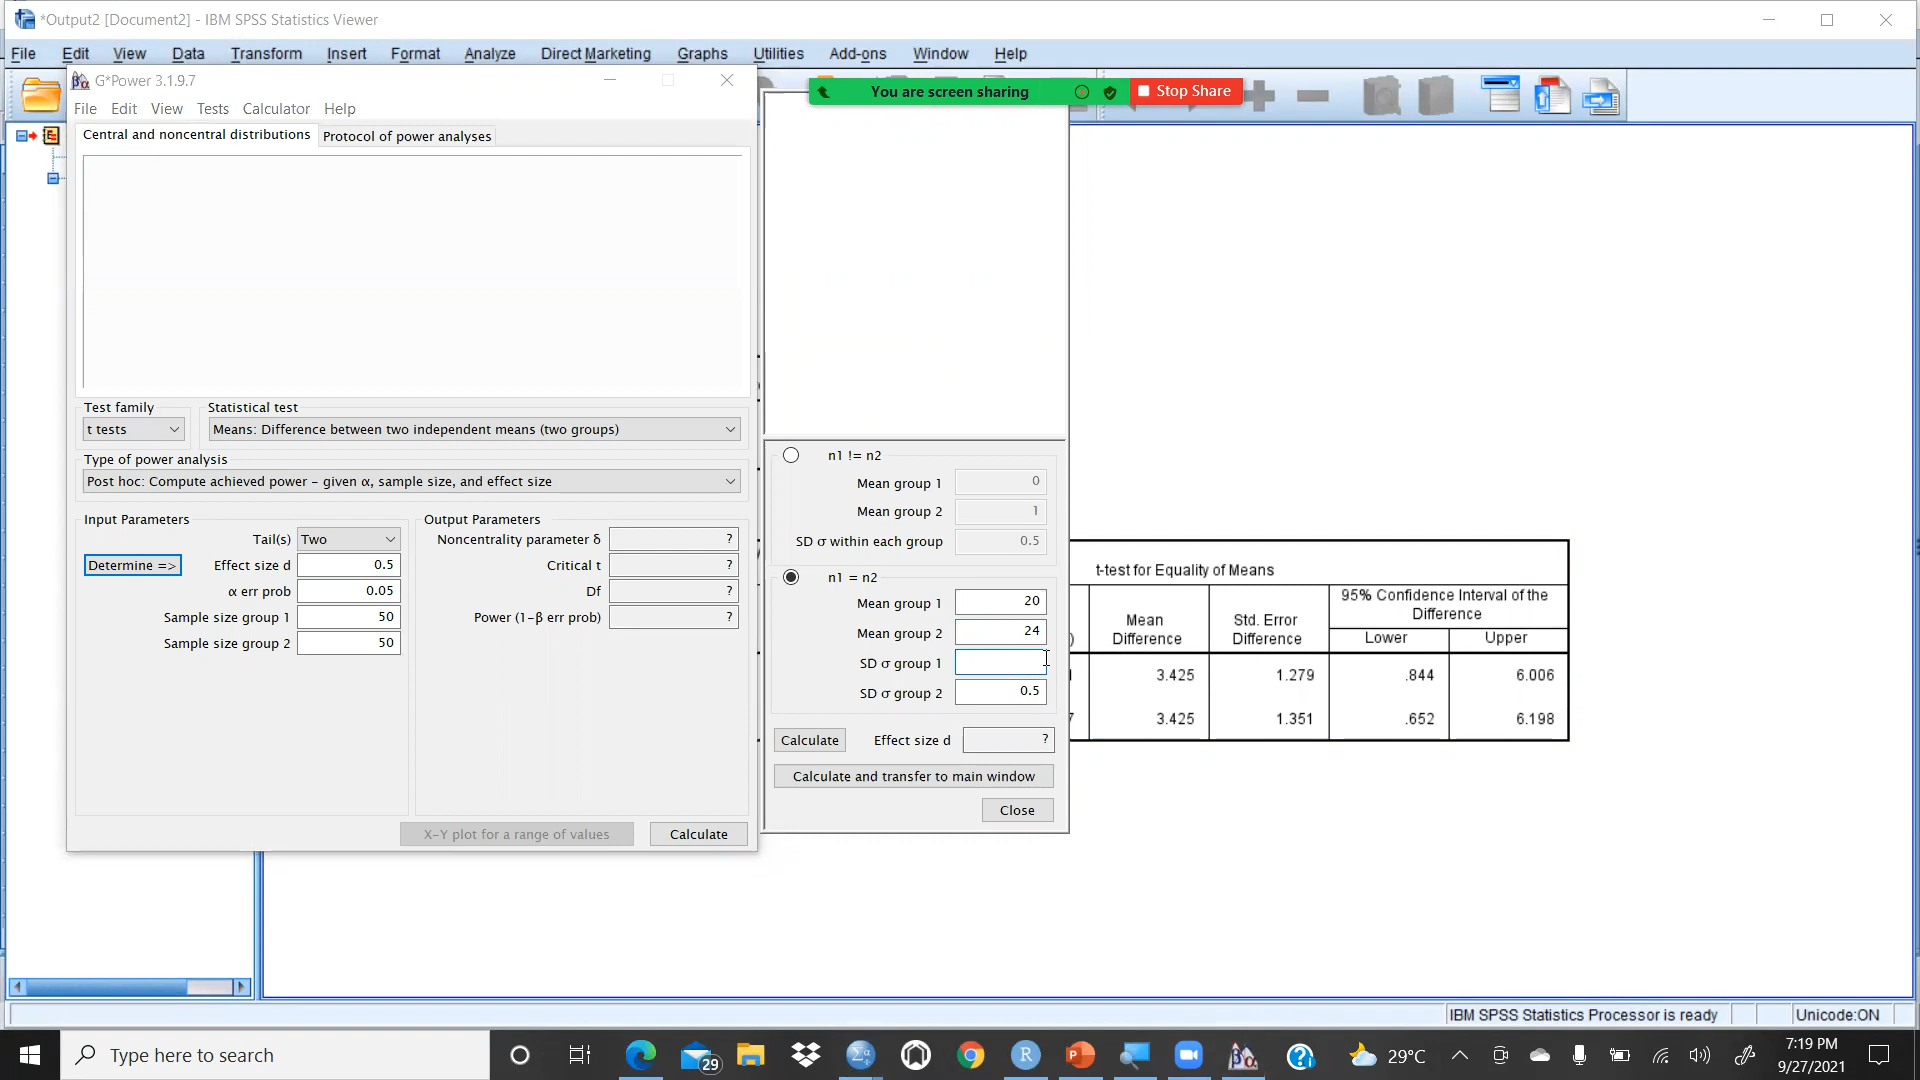 *Output2 [Document2] - IBM SPSS Statistics Viewer
File Edit View Data Transform Insert Format Analyze Direct Marketing Graphs Utilities Add-ons Window Help
G*Power 3.1.9.7
You are screen sharing Stop Share
File Edit View Tests Calculator Help
Central and noncentral distributions Protocol of power analyses
Test family Statistical test
t tests Means: Difference between two independent means (two groups)
Type of power analysis
Post hoc: Compute achieved power – given α, sample size, and effect size
Input Parameters Output Parameters
Tail(s) Two Noncentrality parameter δ ?
Determine => Effect size d 0.5 Critical t ?
α err prob 0.05 Df ?
Sample size group 1 50 Power (1-β err prob) ?
Sample size group 2 50
X-Y plot for a range of values Calculate
n1 != n2
Mean group 1 0
Mean group 2 1
SD σ within each group 0.5
n1 = n2
Mean group 1 20
Mean group 2 24
SD σ group 1
SD σ group 2 0.5
Calculate Effect size d ?
Calculate and transfer to main window
Close
t-test for Equality of Means
Mean Difference Std. Error Difference 95% Confidence Interval of the Difference
Lower Upper
3.425 1.279 .844 6.006
3.425 1.351 .652 6.198
IBM SPSS Statistics Processor is ready Unicode:ON
Type here to search 29 29°C 7:19 PM
9/27/2021